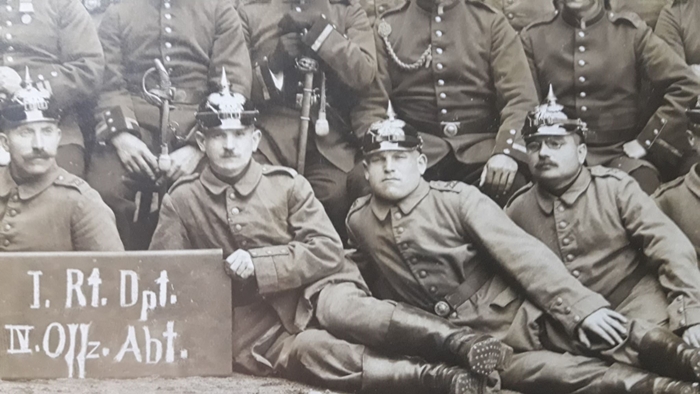 I. Rt. Dpt.
IV. Offz. Abt.